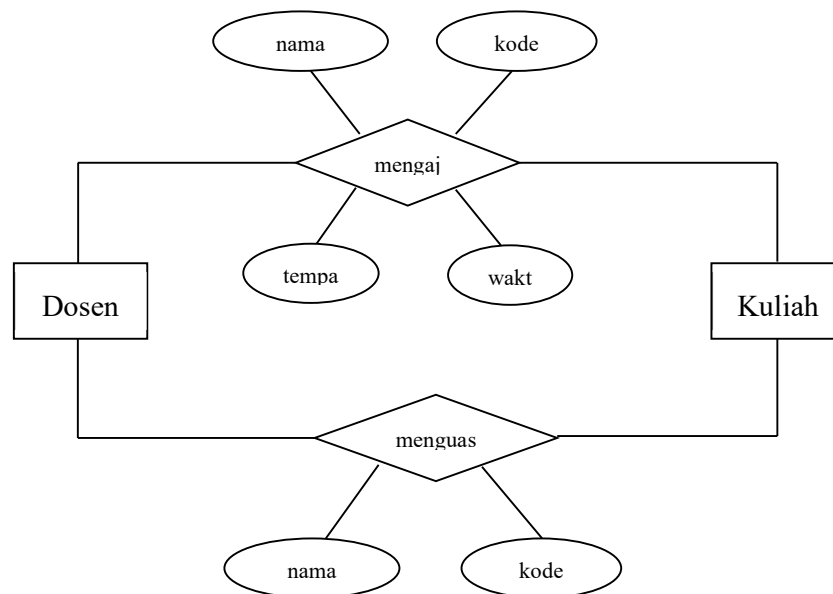 nama
kode
mengaj
tempa
wakt
Dosen
Kuliah
menguas
nama
kode